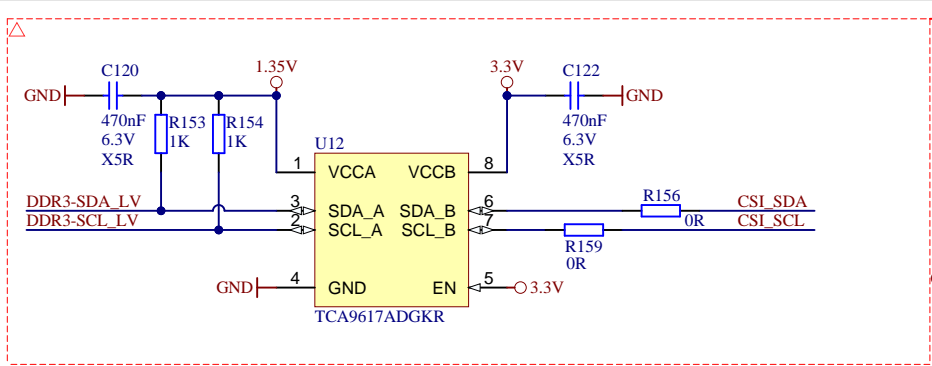 C120
1.35V
3.3V
C122
GND
GND
470nF
6.3V
X5R
R153
1K
R154
1K
470nF
6.3V
X5R
U12
1
VCCA
VCCB
8
DDR3-SDA_LV
3
SDA_A
SDA_B
6
R156
0R
CSI_SDA
DDR3-SCL_LV
2
SCL_A
SCL_B
7
R159
0R
CSI_SCL
GND
4
GND
EN
5
3.3V
TCA9617ADGKR